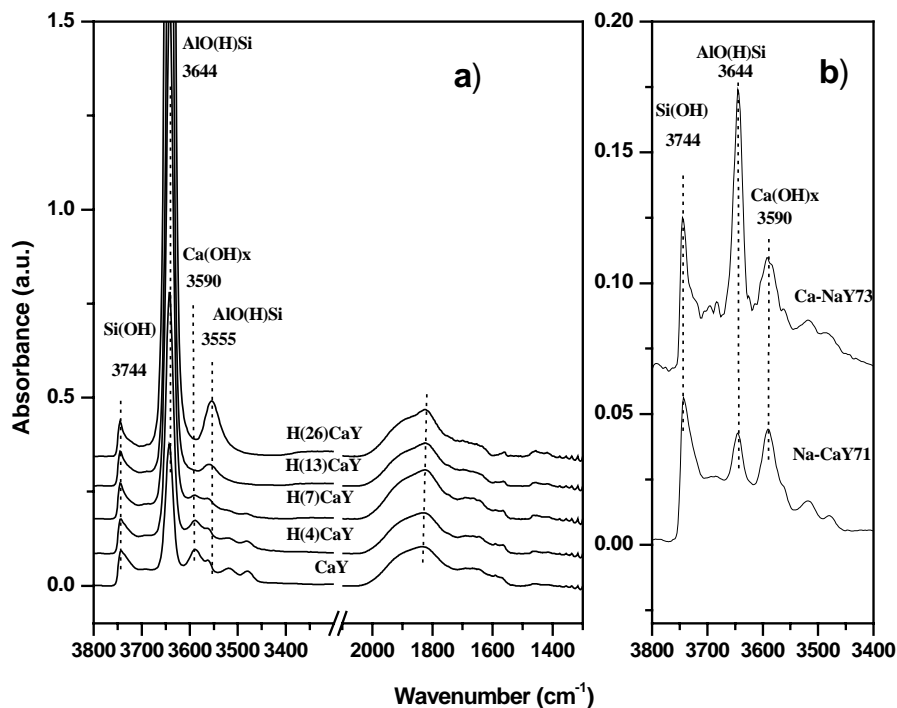 a)
AlO(H)Si
3644
Ca(OH)x
3590
AlO(H)Si
3555
Si(OH)
3744
H(26)CaY
H(13)CaY
H(7)CaY
H(4)CaY
CaY
1.5
1.0
0.5
0.0
Absorbance (a.u.)
3800 3700 3600 3500 3400 2000 1800 1600 1400
b)
AlO(H)Si
3644
Si(OH)
3744
Ca(OH)x
3590
Ca-NaY73
Na-CaY71
0.20
0.15
0.10
0.05
0.00
3800 3700 3600 3500 3400
Wavenumber (cm⁻¹)